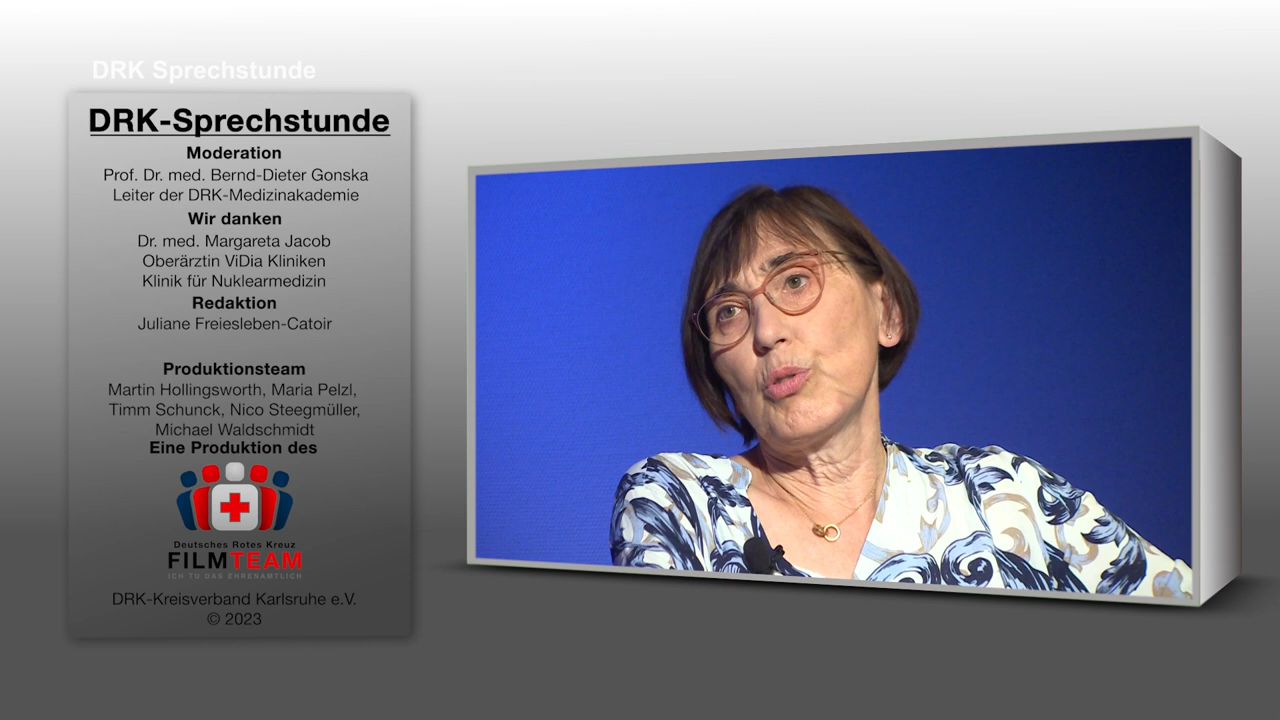 DRK Sprechstunde
DRK-Sprechstunde
Moderation
Prof. Dr. med. Bernd-Dieter Gonska
Leiter der DRK-Medizinakademie
Wir danken
Dr. med. Margareta Jacob
Oberärztin ViDia Kliniken
Klinik für Nuklearmedizin
Redaktion
Juliane Freiesleben-Catoir
Produktionsteam
Martin Hollingsworth, Maria Pelzl,
Timm Schunck, Nico Steegmüller,
Michael Waldschmidt
Eine Produktion des
Deutsches Rotes Kreuz
FILMTEAM
ICH TU DAS EHRENAMTLICH
DRK-Kreisverband Karlsruhe e.V.
© 2023